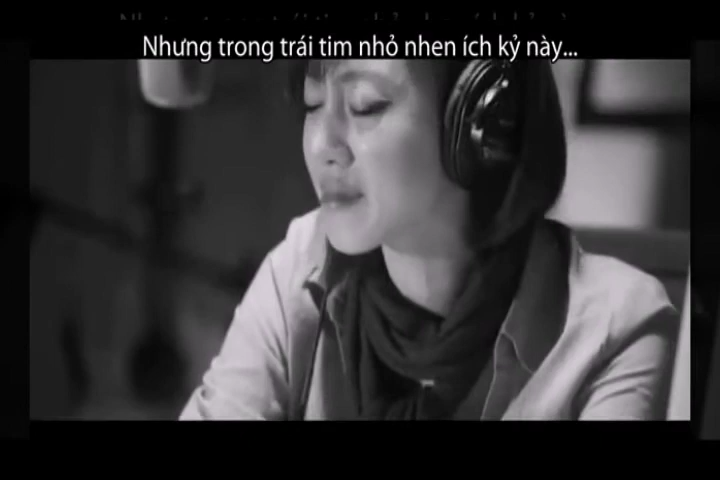 Nhưng trong trái tim nhỏ nhen ích kỷ này...